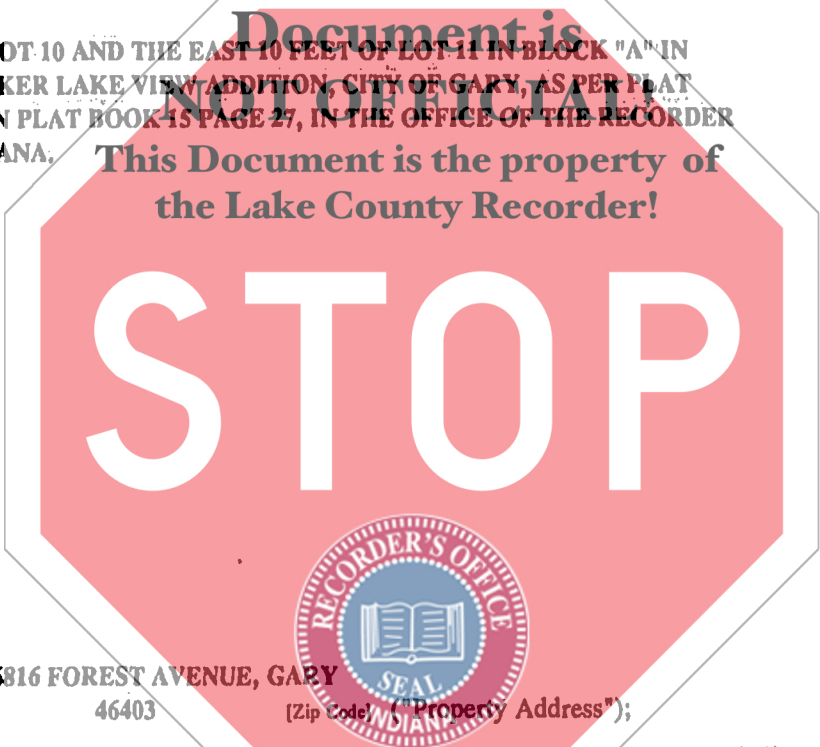 Document is
OT 10 AND THE EAST 10 FEET OF LOT 11 IN BLOCK "A" IN
KER LAKE VIEW ADDITION, CITY OF GARY, AS PER PLAT
NOT OFFICIAL!
PLAT BOOK 15 PAGE 27, IN THE OFFICE OF THE RECORDER
ANA.
This Document is the property of
the Lake County Recorder!
STOP
RECORDER'S OFFICE
SEAL
INDIANA
816 FOREST AVENUE, GARY
46403 [Zip Code] ("Property Address");